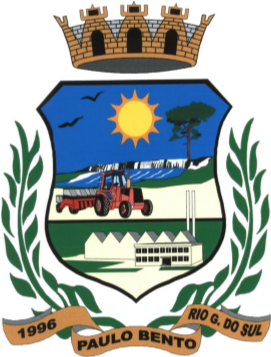 1996
PAULO BENTO
RIO G. DO SUL